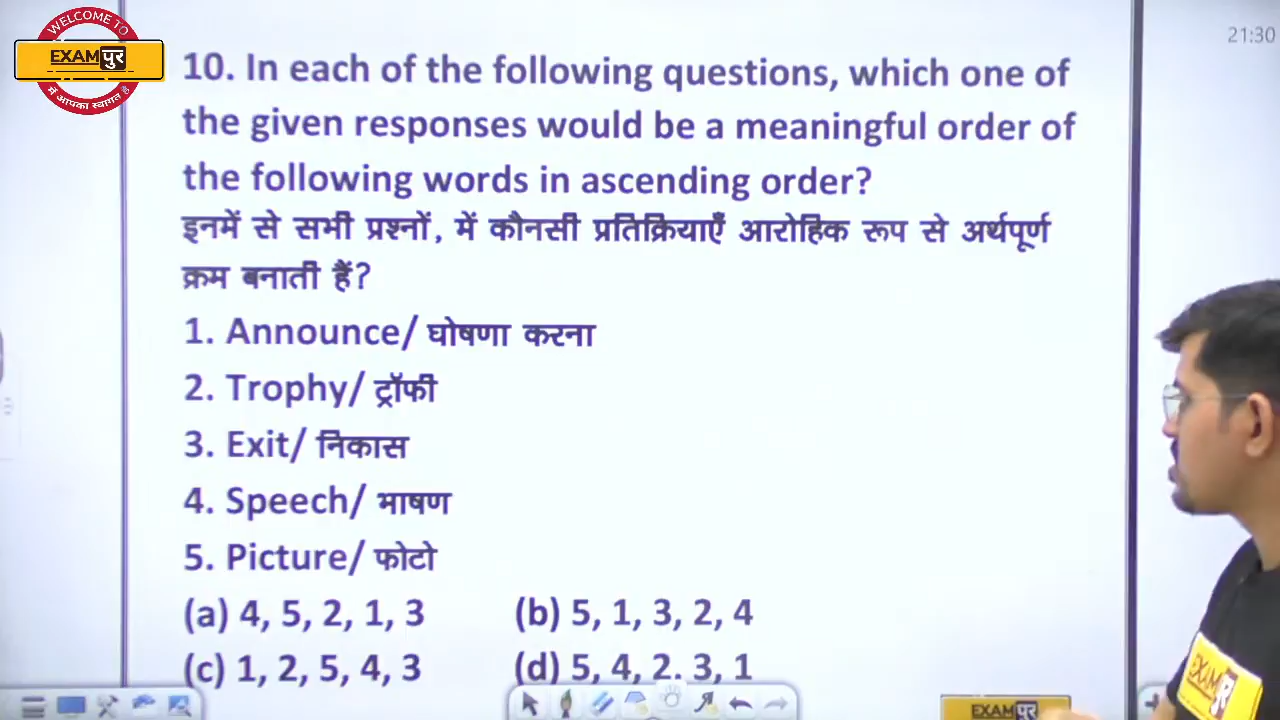 WELCOME TO
EXAMपुर
में आपका स्वागत है
21:30
10. In each of the following questions, which one of
the given responses would be a meaningful order of
the following words in ascending order?
इनमें से सभी प्रश्नों, में कौनसी प्रतिक्रियाएँ आरोहिक रूप से अर्थपूर्ण
क्रम बनाती हैं?
1. Announce/ घोषणा करना
2. Trophy/ ट्रॉफी
3. Exit/ निकास
4. Speech/ भाषण
5. Picture/ फोटो
(a) 4, 5, 2, 1, 3 (b) 5, 1, 3, 2, 4
(c) 1, 2, 5, 4, 3 (d) 5, 4, 2. 3, 1
EXAMपुर
EXAMपुर